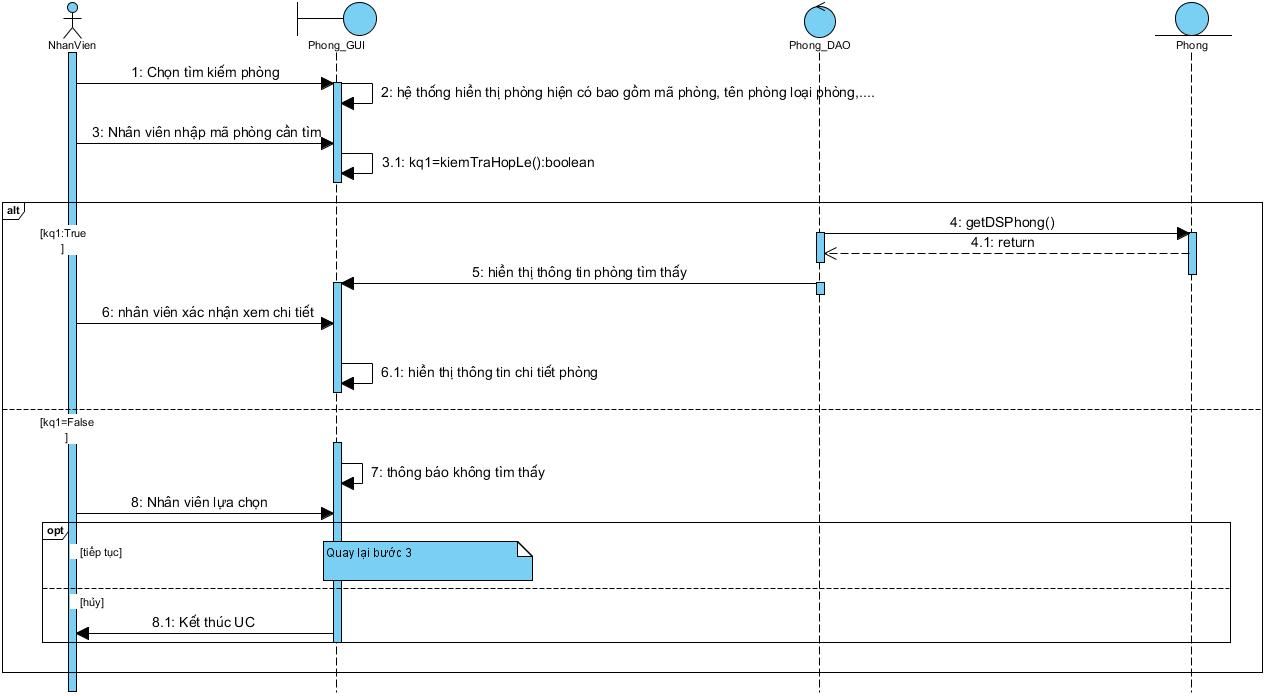 NhanVien
Phong_GUI
Phong_DAO
Phong
1: Chọn tìm kiếm phòng
2: hệ thống hiển thị phòng hiện có bao gồm mã phòng, tên phòng loại phòng,....
3: Nhân viên nhập mã phòng cần tìm
3.1: kq1=kiemTraHopLe():boolean
alt
[kq1:True
]
4: getDSPhong()
4.1: return
5: hiển thị thông tin phòng tìm thấy
6: nhân viên xác nhận xem chi tiết
6.1: hiển thị thông tin chi tiết phòng
[kq1=False
]
7: thông báo không tìm thấy
8: Nhân viên lựa chọn
opt
[tiếp tục]
Quay lại bước 3
[hủy]
8.1: Kết thúc UC